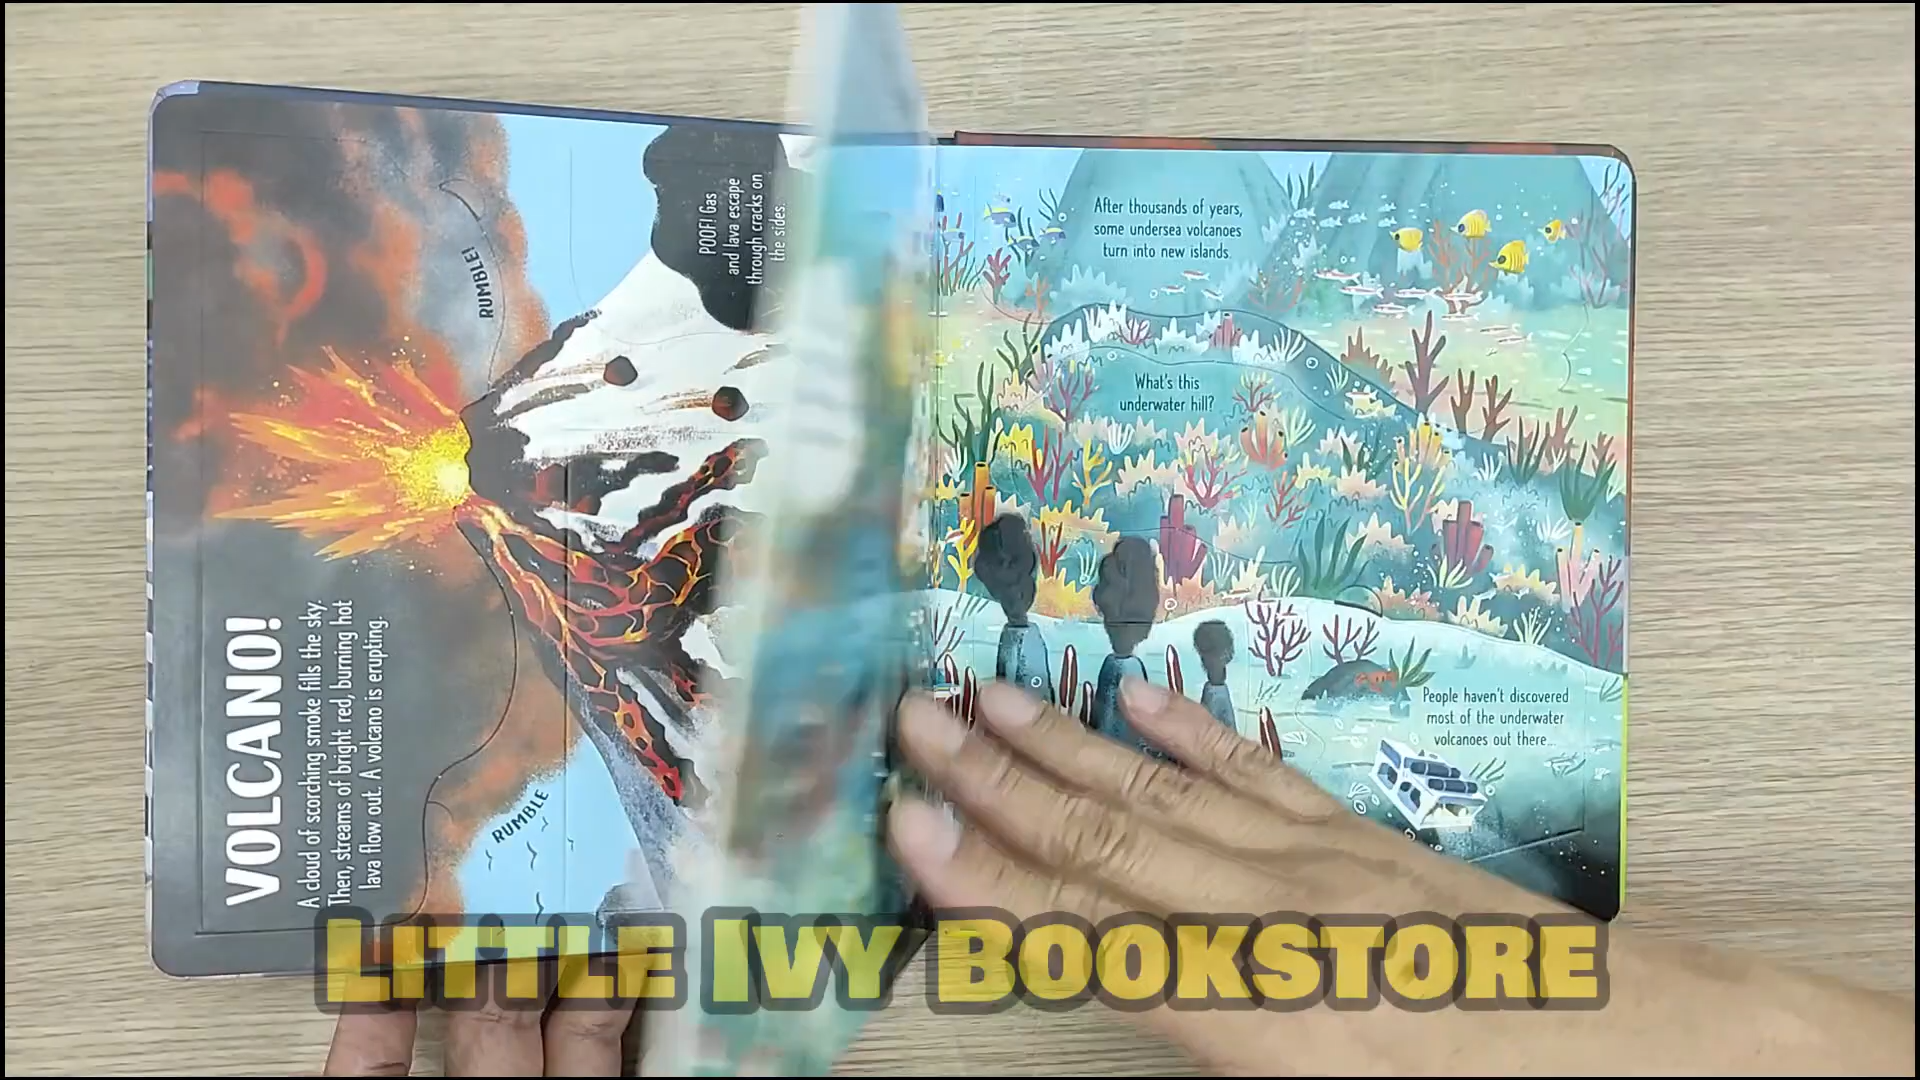 VOLCANO!
A cloud of scorching smoke fills the sky.
Then, streams of bright red, burning hot
lava flow out. A volcano is erupting.
RUMBLE!
RUMBLE
POOF! Gas
and lava escape
through cracks on
the sides.
After thousands of years,
some undersea volcanoes
turn into new islands.
What's this
underwater hill?
People haven't discovered
most of the underwater
volcanoes out there...
LITTLE IVY BOOKSTORE